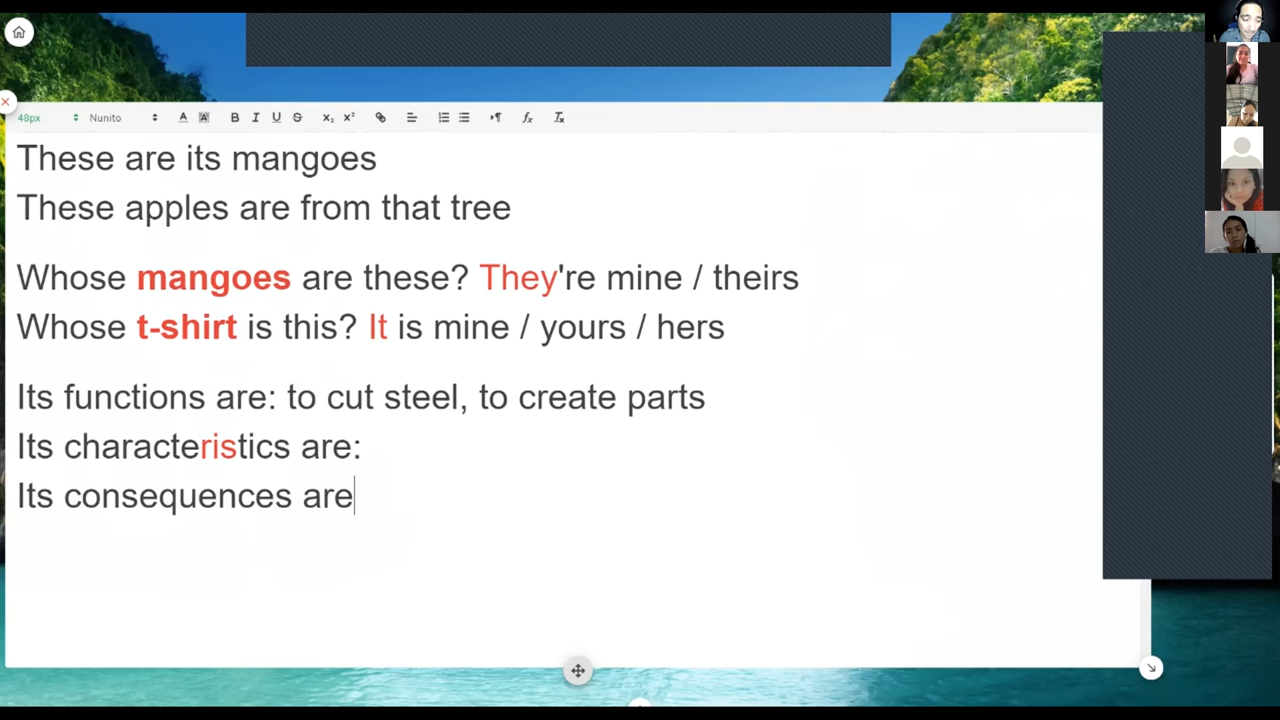 48px
Nunito
These are its mangoes
These apples are from that tree
Whose mangoes are these? They're mine / theirs
Whose t-shirt is this? It is mine / yours / hers
Its functions are: to cut steel, to create parts
Its characteristics are:
Its consequences are